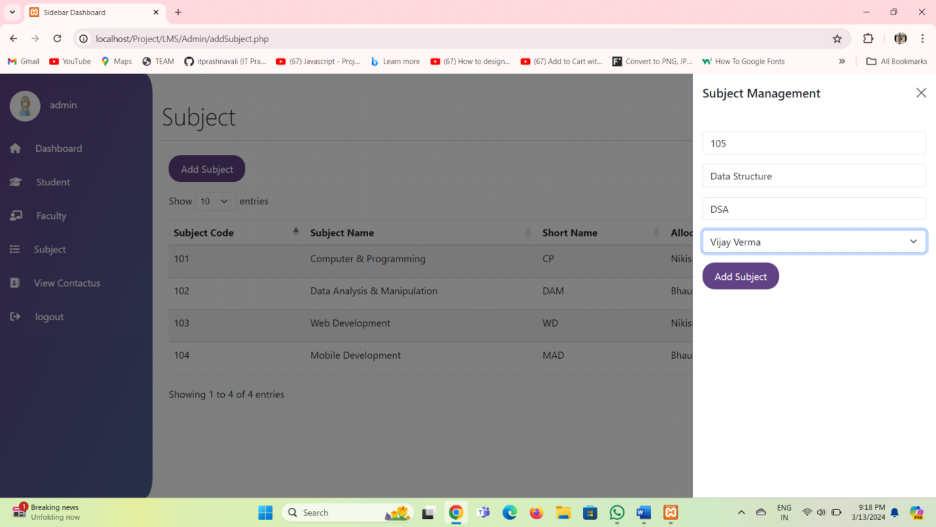 Sidebar Dashboard
localhost/Project/LMS/Admin/addSubject.php
Gmail YouTube Maps TEAM itprashnavali (IT Pra... (67) Javascript - Proj... Learn more (67) How to design... (67) Add to Cart wit... Convert to PNG, JP... How To Google Fonts » All Bookmarks
admin
Dashboard
Student
Faculty
Subject
View Contactus
logout
Subject
Add Subject
Show 10 entries
Subject Code Subject Name Short Name Alloc
101 Computer & Programming CP Nikis
102 Data Analysis & Manipulation DAM Bhau
103 Web Development WD Nikis
104 Mobile Development MAD Bhau
Showing 1 to 4 of 4 entries
Subject Management
105
Data Structure
DSA
Vijay Verma
Add Subject
1
Breaking news
Unfolding now
Search
ENG
IN
9:18 PM
3/13/2024